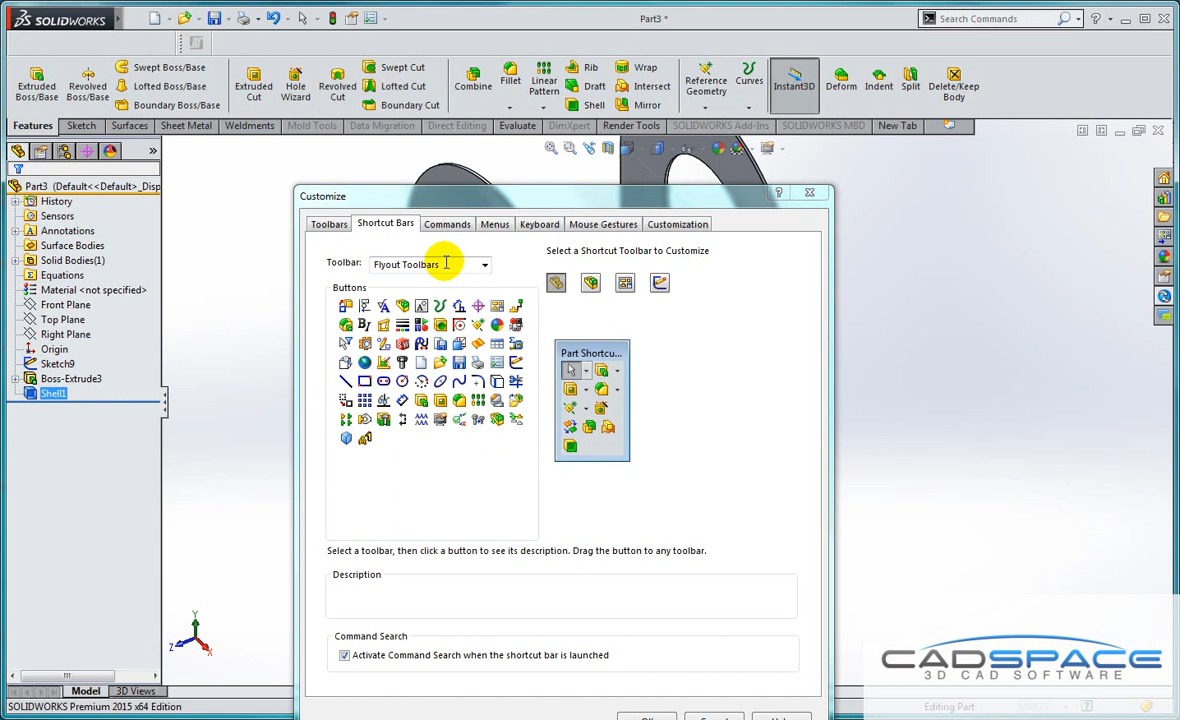 SOLIDWORKS
Part3 *
Search Commands
Extruded Boss/Base
Revolved Boss/Base
Swept Boss/Base
Lofted Boss/Base
Boundary Boss/Base
Extruded Cut
Hole Wizard
Revolved Cut
Swept Cut
Lofted Cut
Boundary Cut
Combine
Fillet
Linear Pattern
Rib
Draft
Shell
Wrap
Intersect
Mirror
Reference Geometry
Curves
Instant3D
Deform
Indent
Split
Delete/Keep Body
Features
Sketch
Surfaces
Sheet Metal
Weldments
Mold Tools
Data Migration
Direct Editing
Evaluate
DimXpert
Render Tools
SOLIDWORKS Add-Ins
SOLIDWORKS MBD
New Tab
Part3 (Default<<Default>_Disp
History
Sensors
Annotations
Surface Bodies
Solid Bodies(1)
Equations
Material <not specified>
Front Plane
Top Plane
Right Plane
Origin
Sketch9
Boss-Extrude3
Shell1
Customize
Toolbars
Shortcut Bars
Commands
Menus
Keyboard
Mouse Gestures
Customization
Toolbar:
Flyout Toolbars
Select a Shortcut Toolbar to Customize
Buttons
Part Shortcu...
Select a toolbar, then click a button to see its description. Drag the button to any toolbar.
Description
Command Search
Activate Command Search when the shortcut bar is launched
Y
Z
X
Model
3D Views
SOLIDWORKS Premium 2015 x64 Edition
Editing Part
CADSPACE
3D CAD SOFTWARE